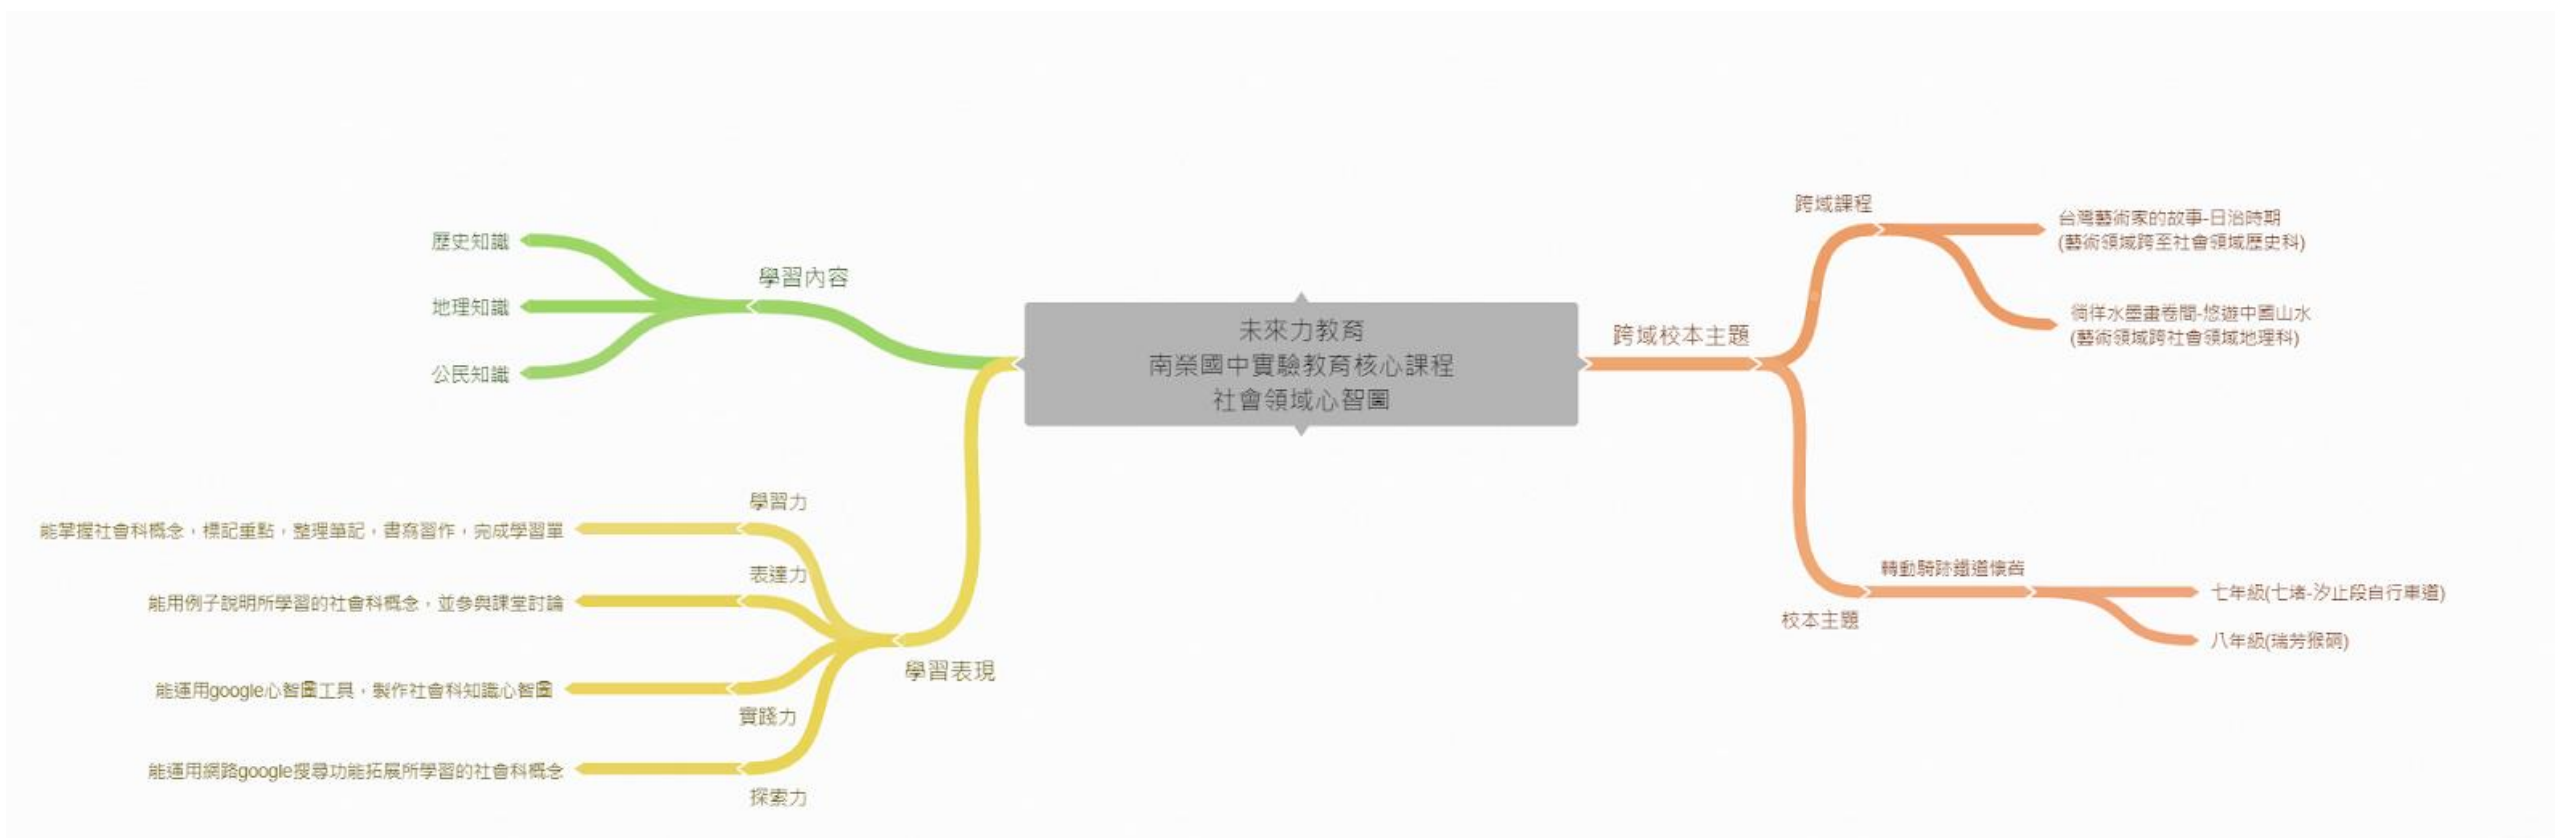 未來力教育
南榮國中實驗教育核心課程
社會領域心智圖
學習內容
歷史知識
地理知識
公民知識
學習表現
學習力
能掌握社會科概念，標記重點，整理筆記，書寫習作，完成學習單
表達力
能用例子說明所學習的社會科概念，並參與課堂討論
能運用google心智圖工具，製作社會科知識心智圖
實踐力
能運用網路google搜尋功能拓展所學習的社會科概念
探索力
跨域校本主題
跨域課程
台灣藝術家的故事-日治時期
(藝術領域跨至社會領域歷史科)
徜徉水墨畫卷間-悠遊中國山水
(藝術領域跨社會領域地理科)
校本主題
轉動騎跡鐵道懷舊
七年級(七堵-汐止段自行車道)
八年級(瑞芳猴硐)